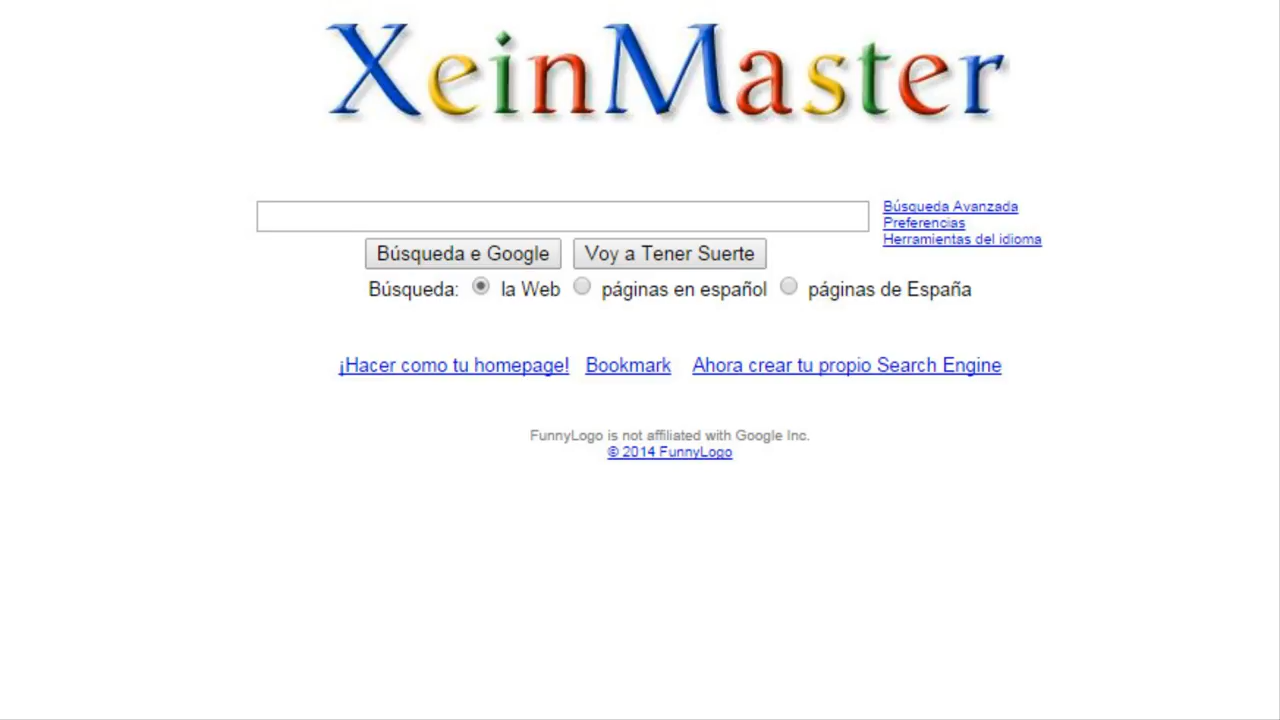 XeinMaster
Búsqueda Avanzada
Preferencias
Herramientas del idioma
Búsqueda e Google Voy a Tener Suerte
Búsqueda: la Web páginas en español páginas de España
¡Hacer como tu homepage! Bookmark Ahora crear tu propio Search Engine
FunnyLogo is not affiliated with Google Inc.
© 2014 FunnyLogo